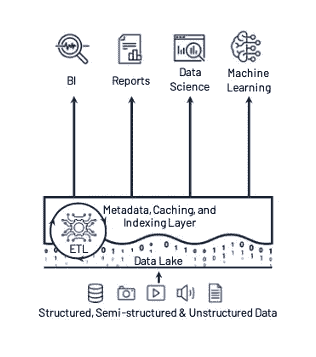 BI
Reports
Data
Science
Machine
Learning
Metadata, Caching, and
Indexing Layer
ETL
Data Lake
Structured, Semi-structured & Unstructured Data